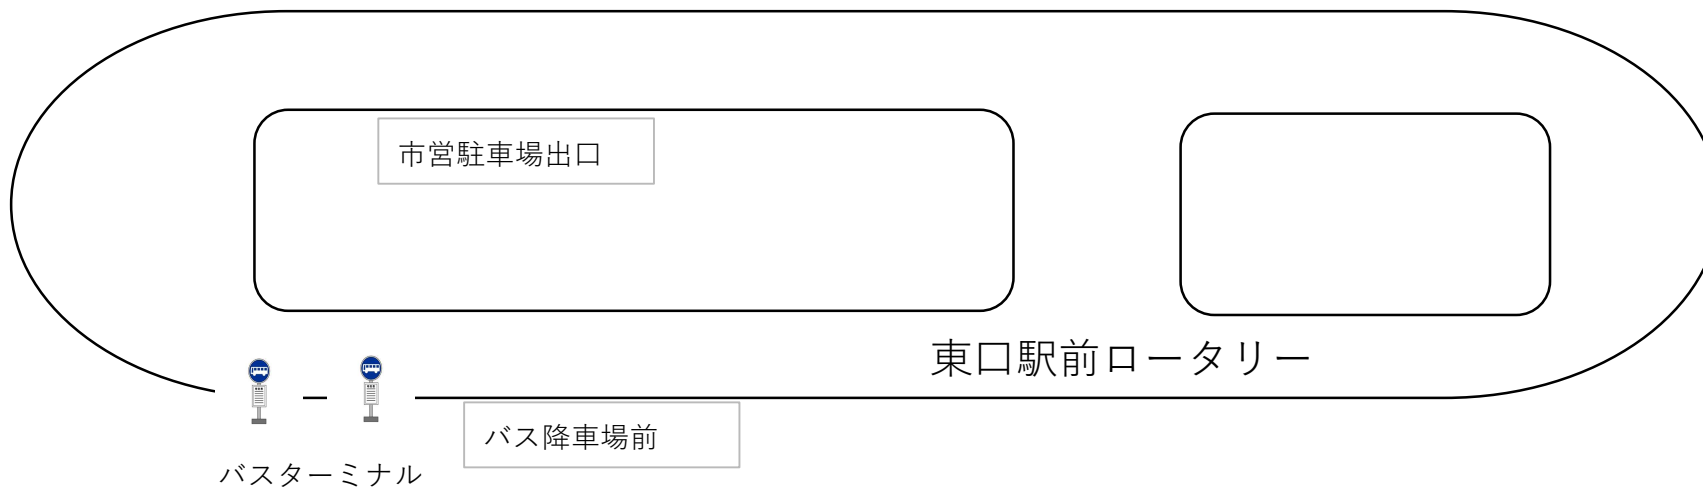 市営駐車場出口
東口駅前ロータリー
バス降車場前
バスターミナル